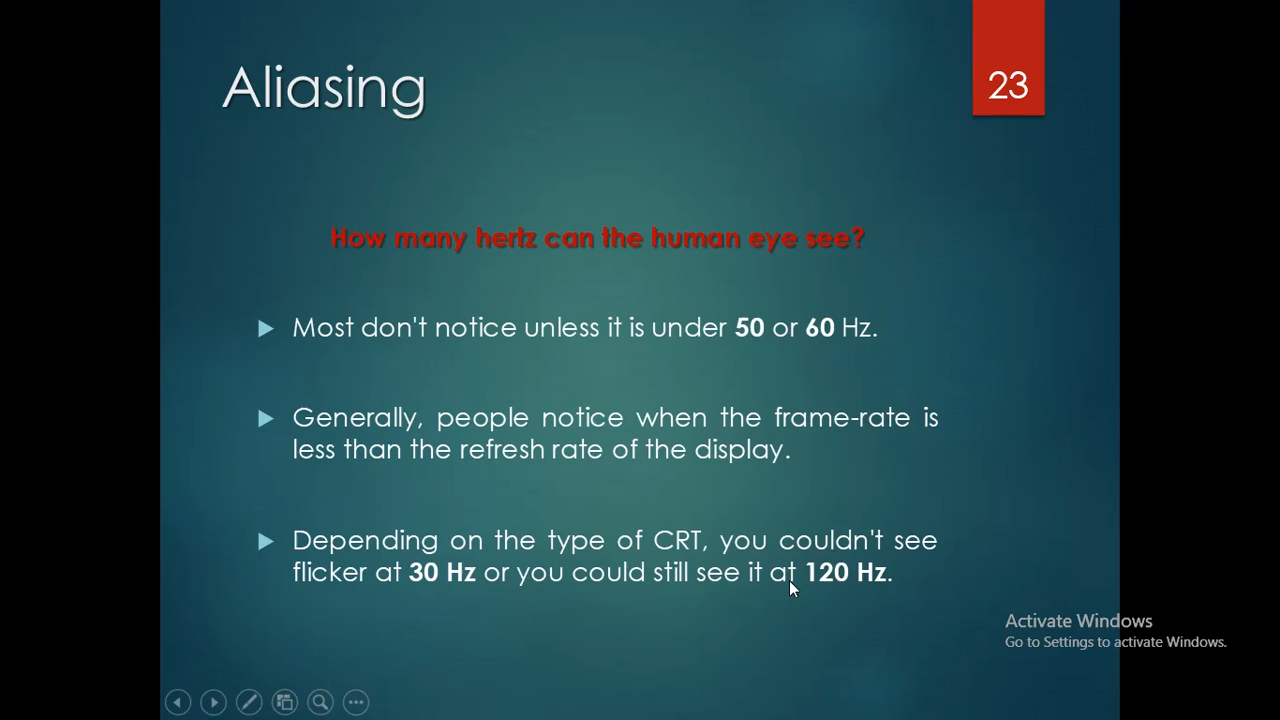 Aliasing
23
How many hertz can the human eye see?
Most don't notice unless it is under 50 or 60 Hz.
Generally, people notice when the frame-rate is
less than the refresh rate of the display.
Depending on the type of CRT, you couldn't see
flicker at 30 Hz or you could still see it at 120 Hz.
Activate Windows
Go to Settings to activate Windows.